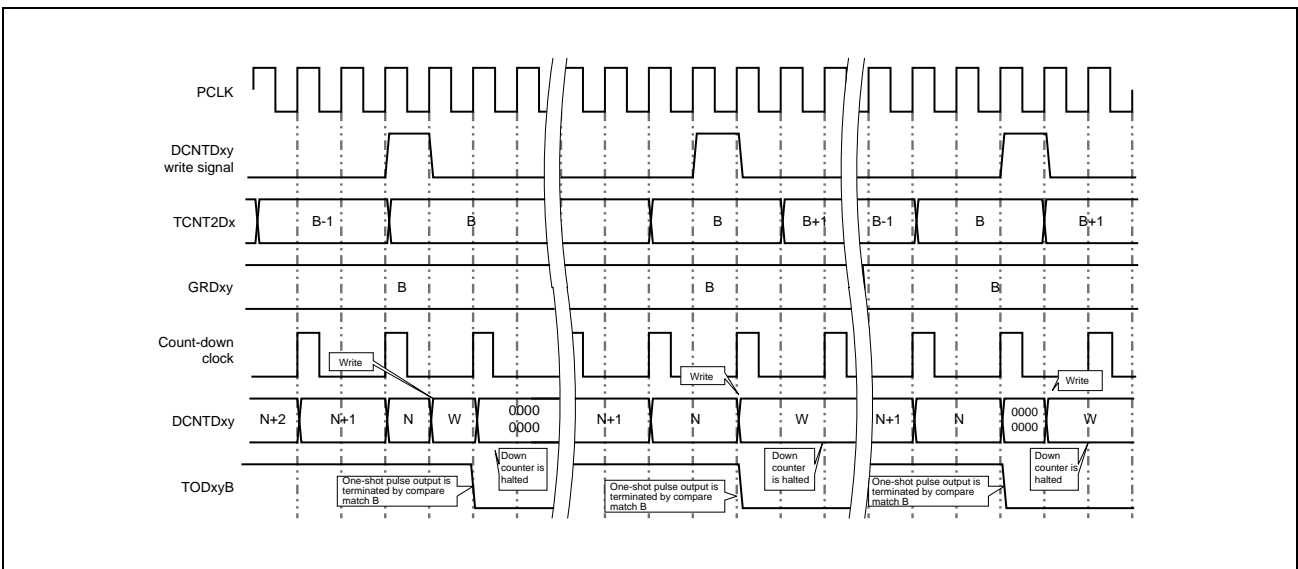 PCLK
DCNTDxy
write signal
TCNT2Dx
B-1
B
B
B+1
B-1
B
B+1
GRDxy
B
B
B
Count-down
clock
Write
Write
Write
DCNTDxy
N+2
N+1
N
W
0000
0000
N+1
N
W
N+1
N
0000
0000
W
Down
counter is
halted
Down
counter
is halted
Down
counter is
halted
TODxyB
One-shot pulse output is
terminated by compare
match B
One-shot pulse output is
terminated by compare
match B
One-shot pulse output is
terminated by compare
match B